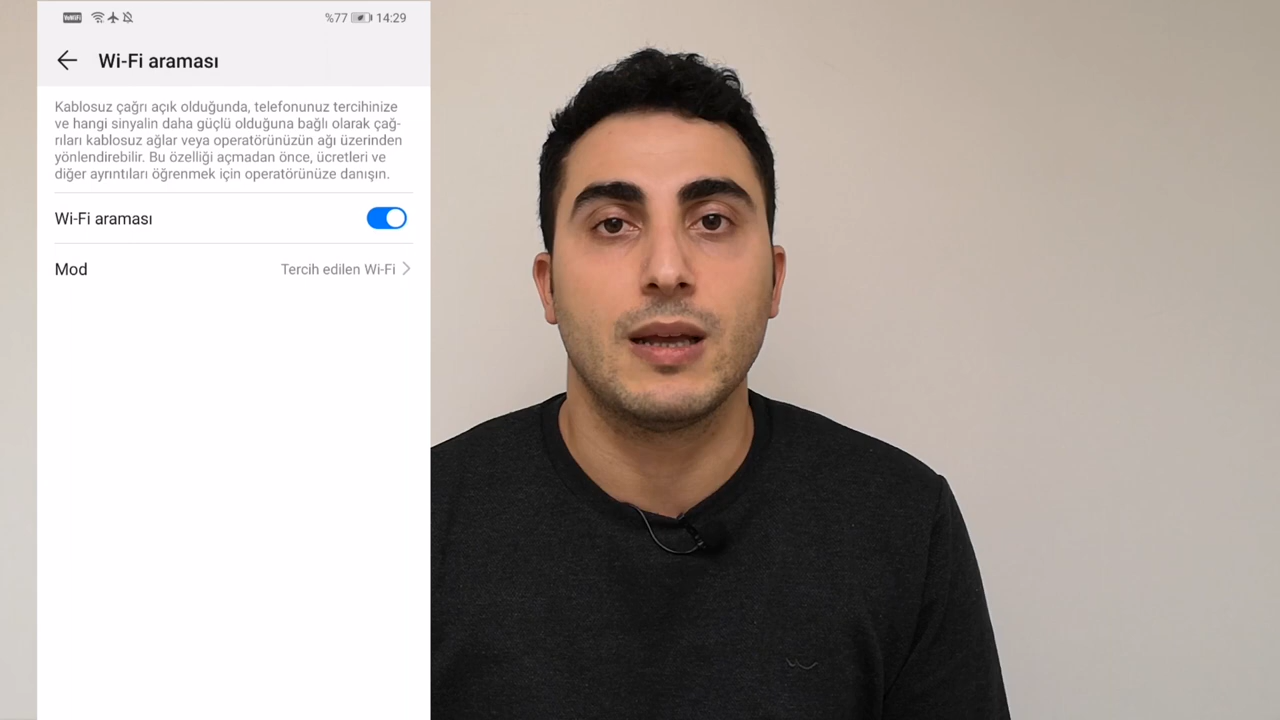 VoWiFi
%77 14:29
Wi-Fi araması
Kablosuz çağrı açık olduğunda, telefonunuz tercihinize
ve hangi sinyalin daha güçlü olduğuna bağlı olarak çağ-
rıları kablosuz ağlar veya operatörünüzün ağı üzerinden
yönlendirebilir. Bu özelliği açmadan önce, ücretleri ve
diğer ayrıntıları öğrenmek için operatörünüze danışın.
Wi-Fi araması
Mod Tercih edilen Wi-Fi